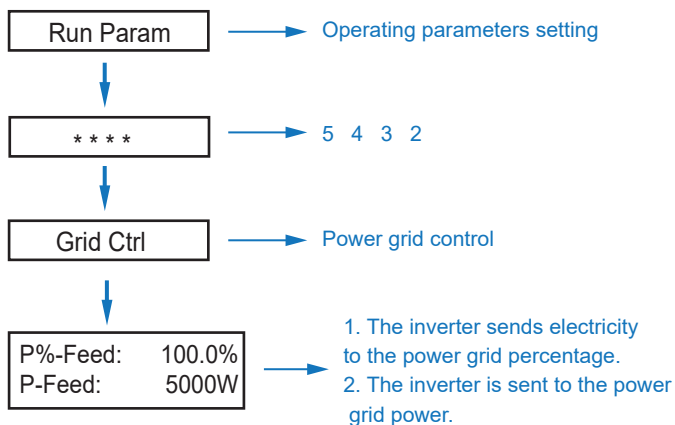 Run Param
Operating parameters setting
* * * *
5 4 3 2
Grid Ctrl
Power grid control
P%-Feed: 100.0%
P-Feed: 5000W
1. The inverter sends electricity
to the power grid percentage.
2. The inverter is sent to the power
grid power.